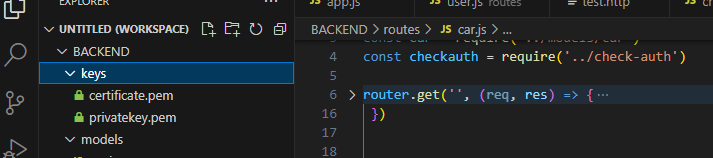 EXPLORER
UNTITLED (WORKSPACE)
BACKEND
keys
certificate.pem
privatekey.pem
models
app.js
user.js routes
test.http
BACKEND > routes > JS car.js > ...
4 const checkauth = require('../check-auth')
5
6 router.get('', (req, res) => { ...
16 })
17
18